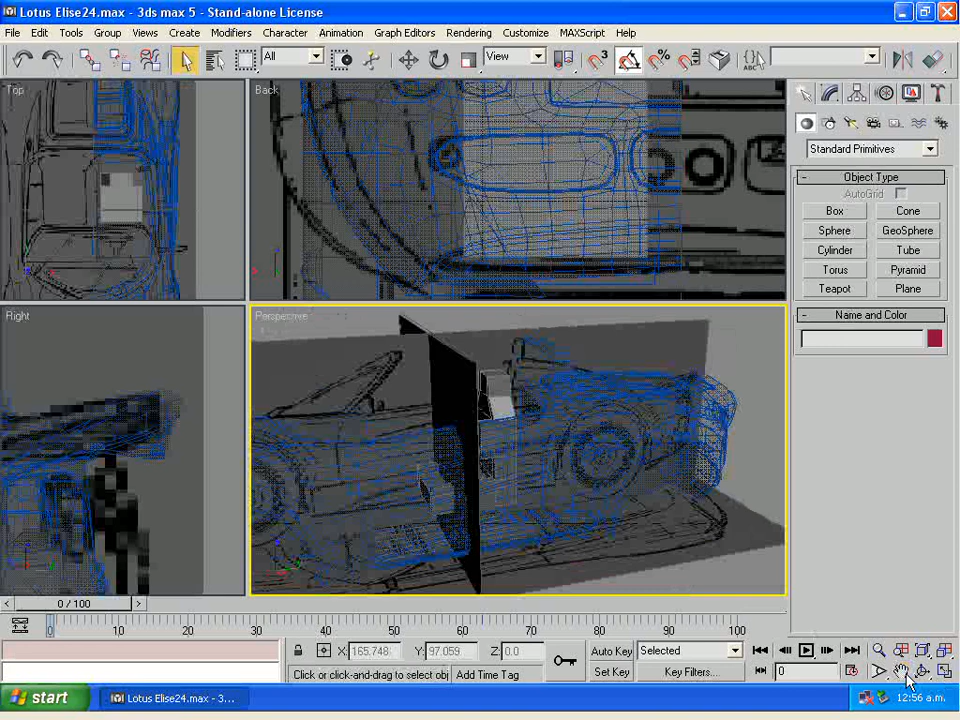 Lotus Elise24.max - 3ds max 5 - Stand-alone License
File Edit Tools Group Views Create Modifiers Character Animation Graph Editors Rendering Customize MAXScript Help
All View
Top Back
Standard Primitives
- Object Type
AutoGrid
Box Cone
Sphere GeoSphere
Cylinder Tube
Torus Pyramid
Teapot Plane
- Name and Color
Right Perspective
< 0 / 100 >
0 10 20 30 40 50 60 70 80 90 100
X: 165.748 Y: 97.059 Z: 0.0 Auto Key Selected
Click or click-and-drag to select obj Add Time Tag Set Key Key Filters... 0
start Lotus Elise24.max - 3... 12:56 a.m.